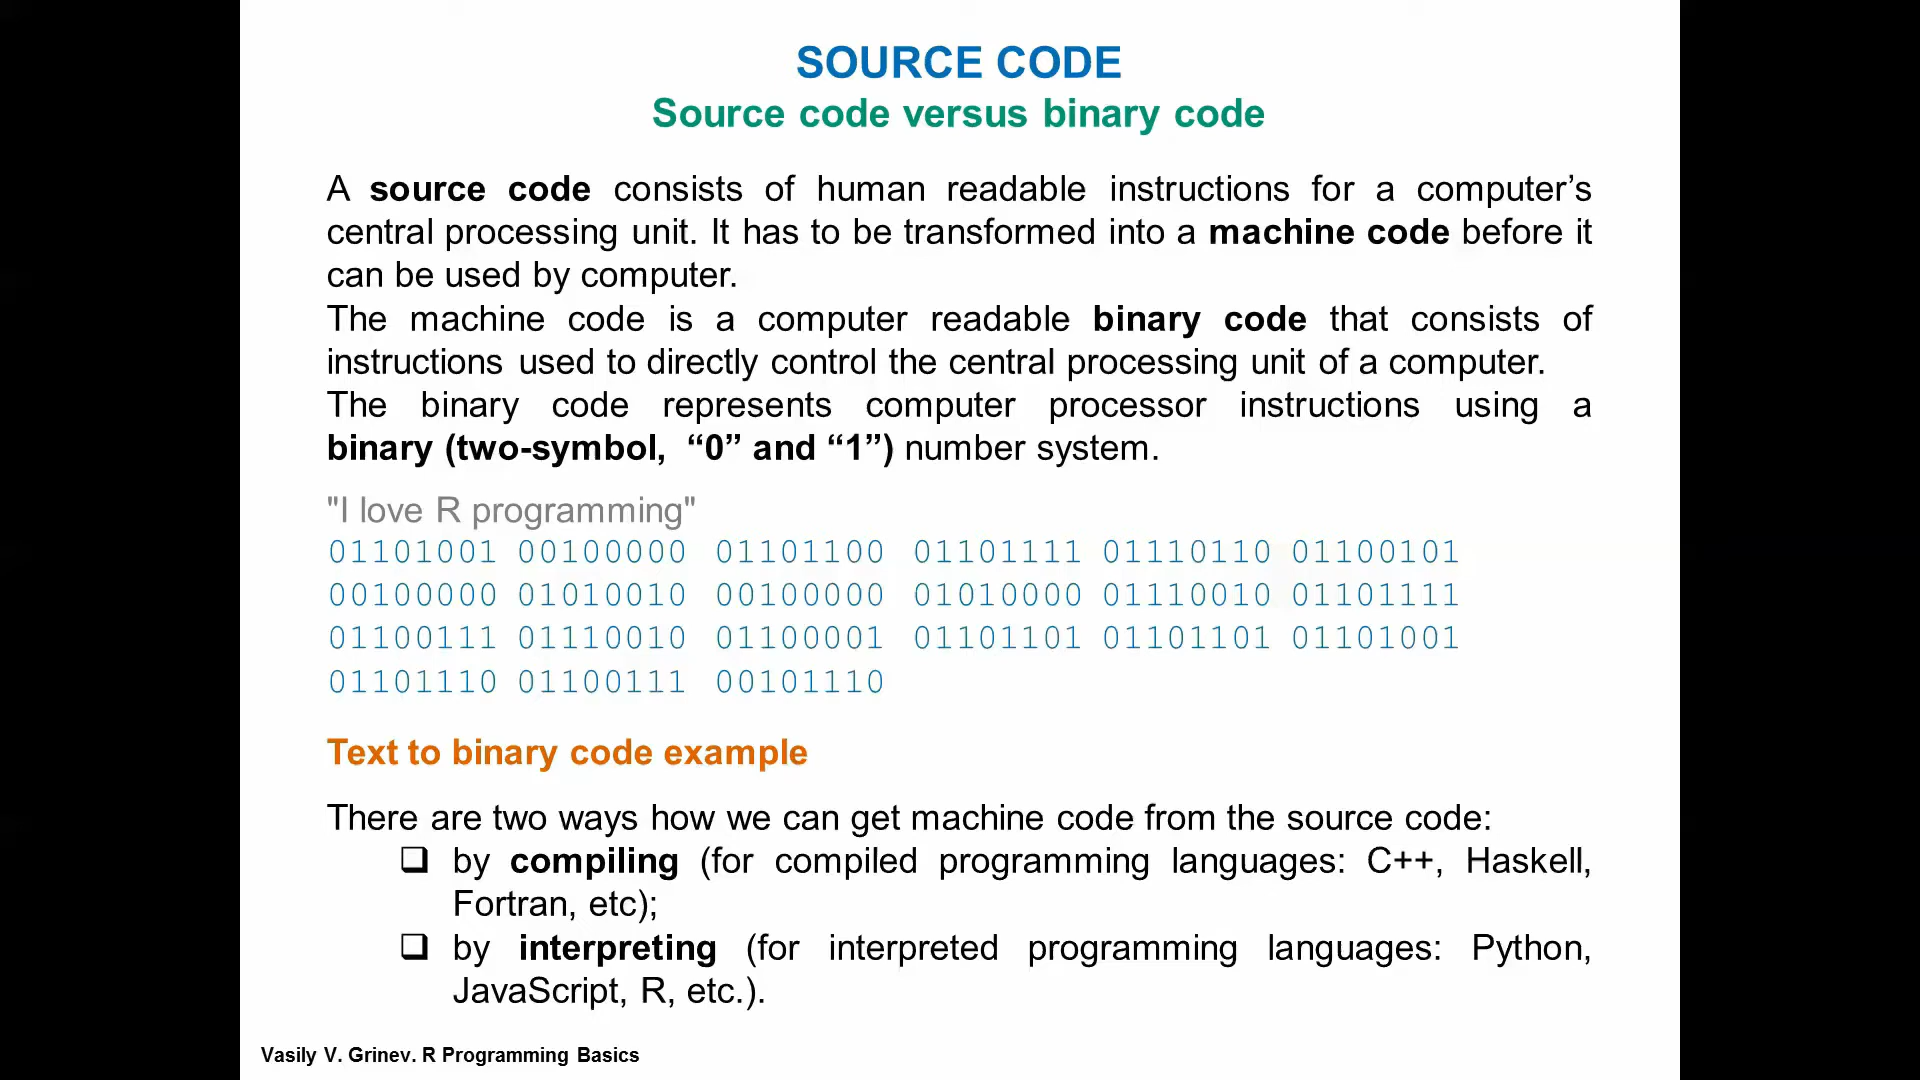 SOURCE CODE
Source code versus binary code
A source code consists of human readable instructions for a computer’s
central processing unit. It has to be transformed into a machine code before it
can be used by computer.
The machine code is a computer readable binary code that consists of
instructions used to directly control the central processing unit of a computer.
The binary code represents computer processor instructions using a
binary (two-symbol, “0” and “1”) number system.
"I love R programming"
01101001 00100000 01101100 01101111 01110110 01100101
00100000 01010010 00100000 01010000 01110010 01101111
01100111 01110010 01100001 01101101 01101101 01101001
01101110 01100111 00101110
Text to binary code example
There are two ways how we can get machine code from the source code:
❑ by compiling (for compiled programming languages: C++, Haskell,
Fortran, etc);
❑ by interpreting (for interpreted programming languages: Python,
JavaScript, R, etc.).
Vasily V. Grinev. R Programming Basics